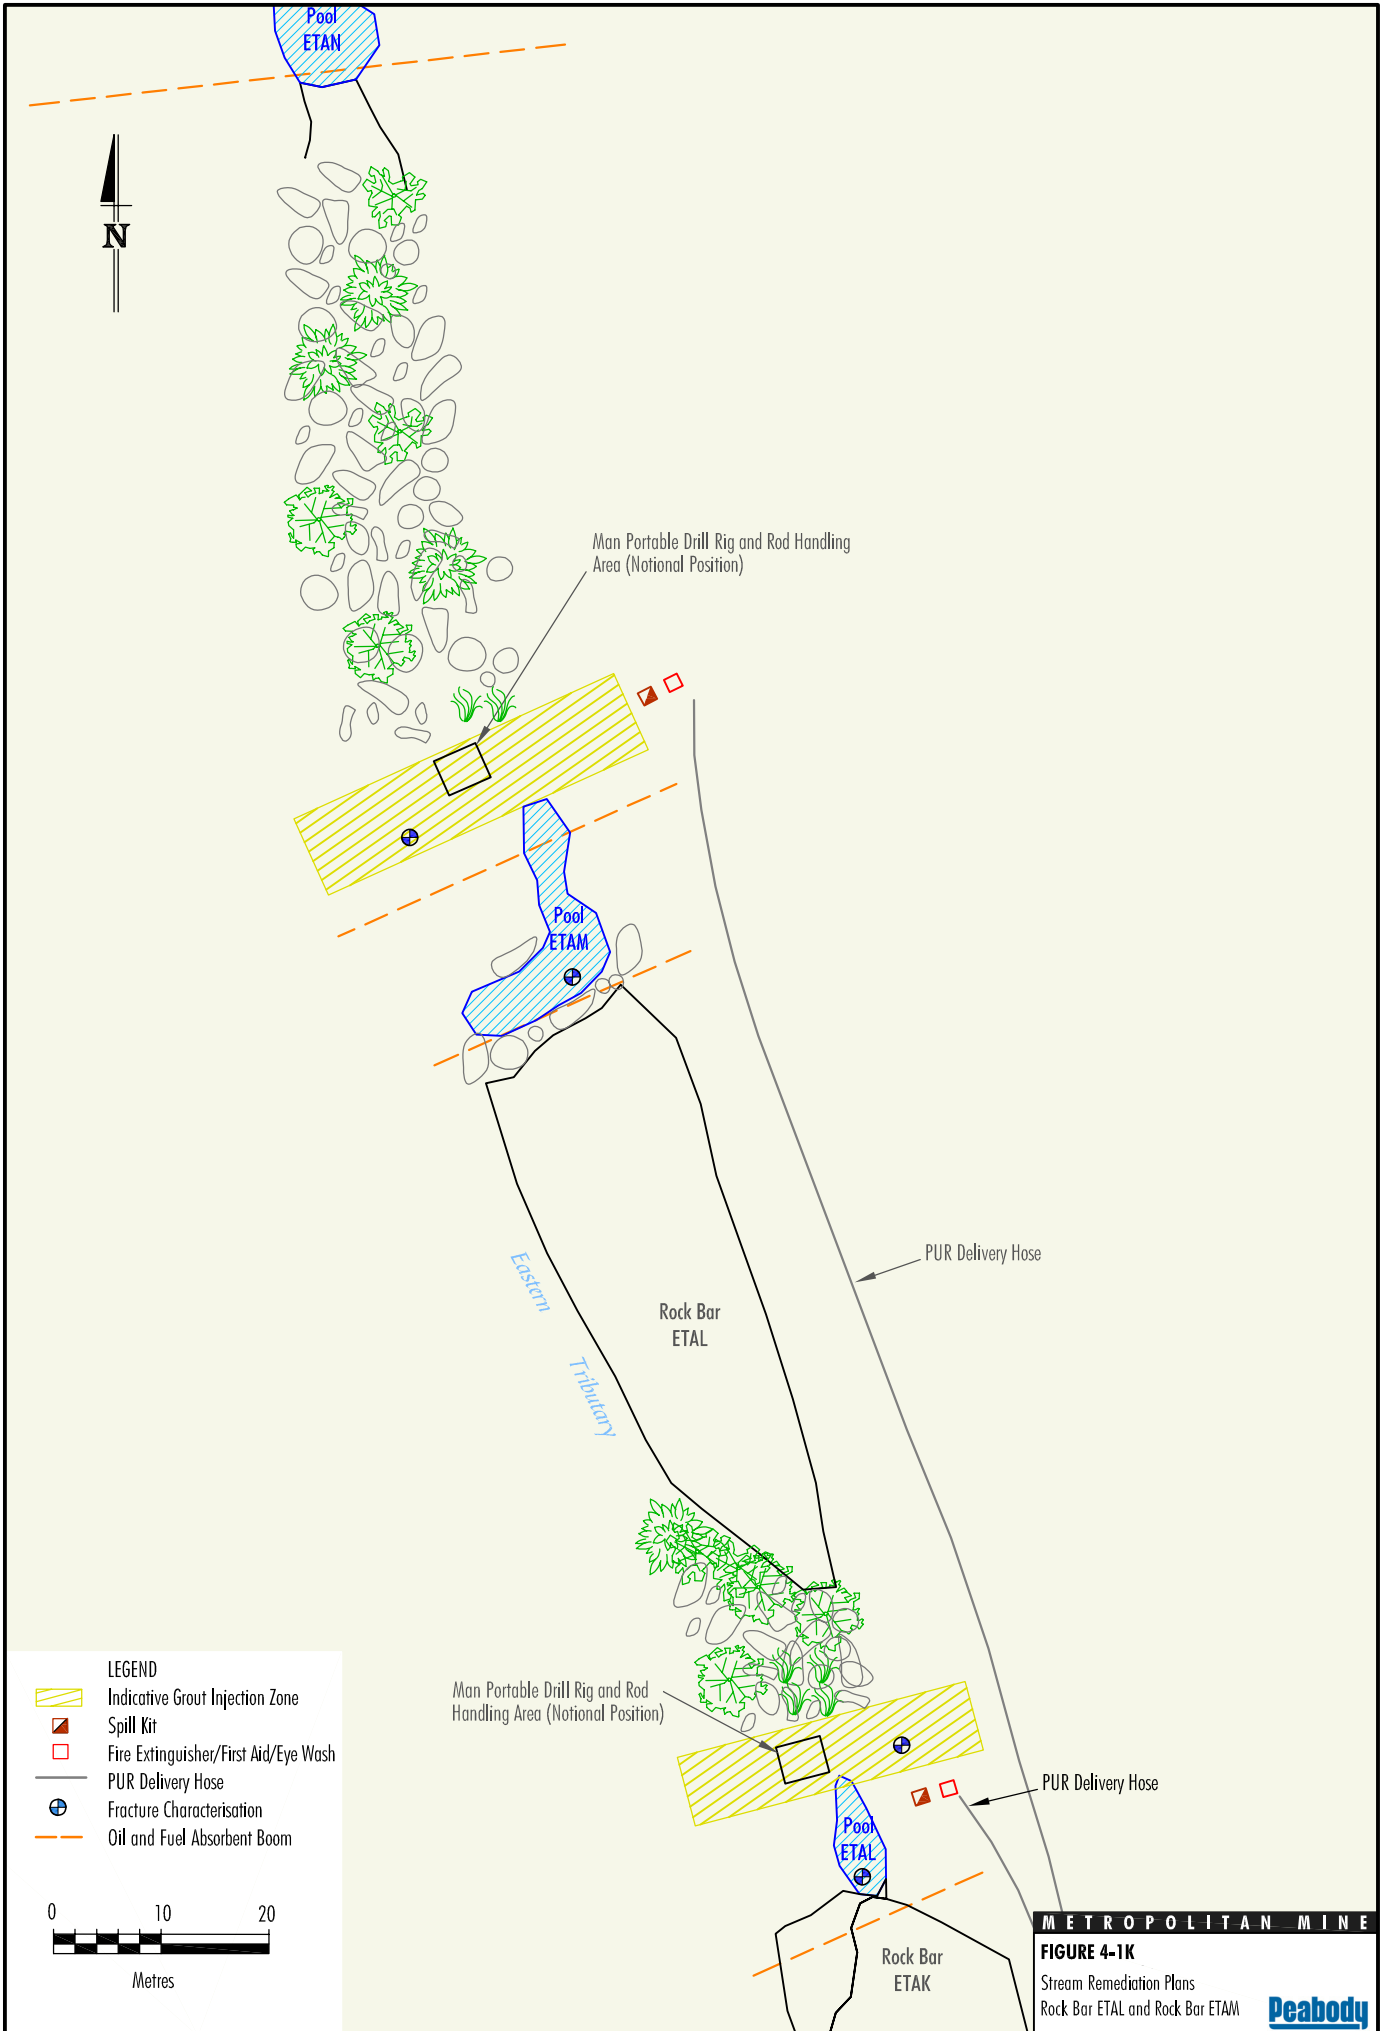 Pool
ETAN
N
Man Portable Drill Rig and Rod Handling
Area (Notional Position)
Pool
ETAM
PUR Delivery Hose
Eastern
Tributary
Rock Bar
ETAL
Man Portable Drill Rig and Rod
Handling Area (Notional Position)
PUR Delivery Hose
Pool
ETAL
Rock Bar
ETAK
LEGEND
Indicative Grout Injection Zone
Spill Kit
Fire Extinguisher/First Aid/Eye Wash
PUR Delivery Hose
Fracture Characterisation
Oil and Fuel Absorbent Boom
0 10 20
Metres
METROPOLITAN MINE
FIGURE 4-1K
Stream Remediation Plans
Rock Bar ETAL and Rock Bar ETAM
Peabody